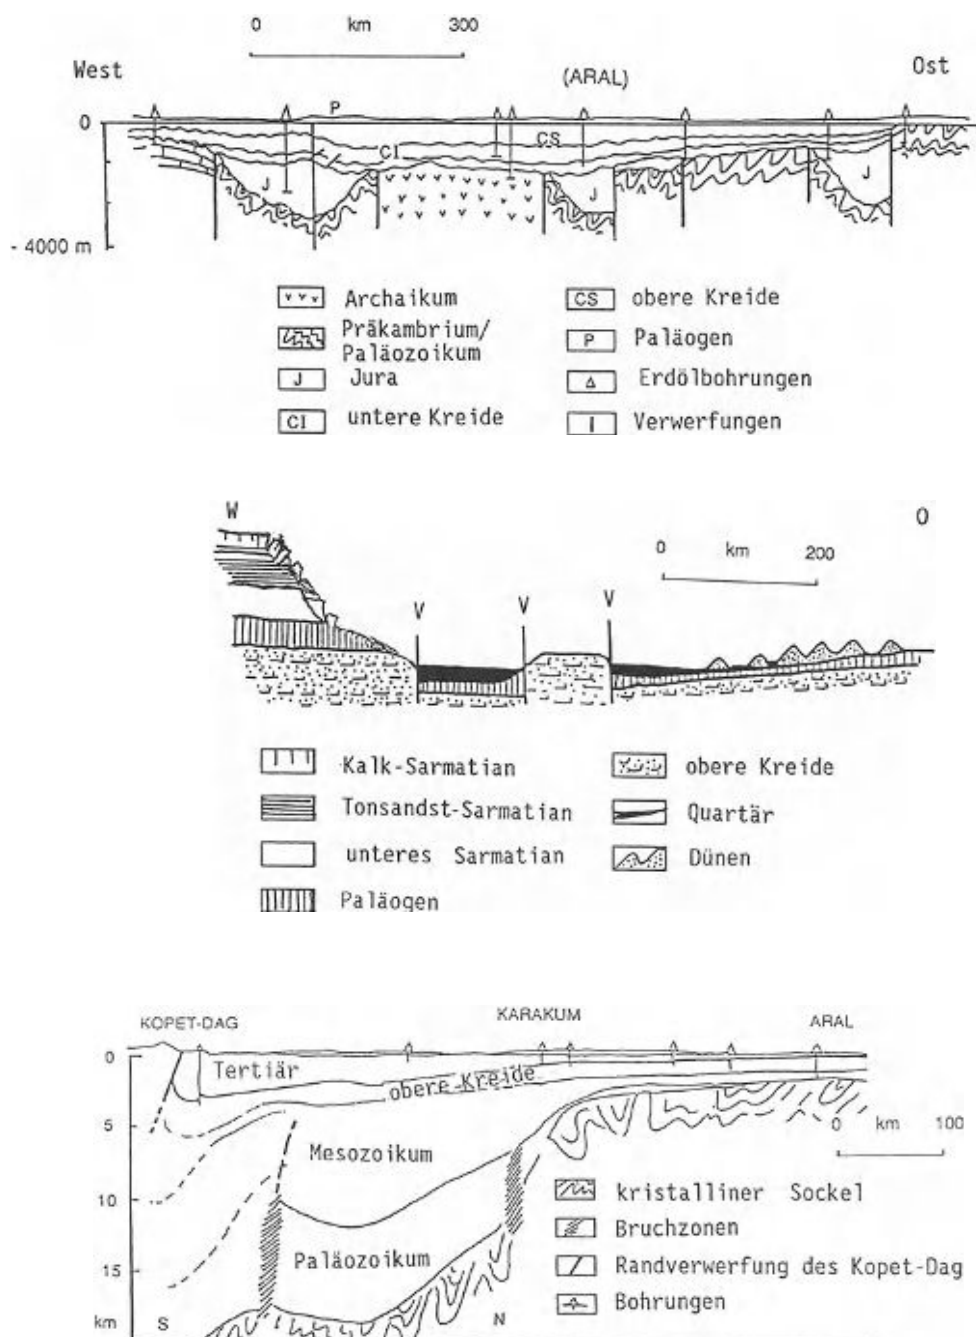 0 km 300
West (ARAL) Ost
P
0
CI CS
J J J
- 4000 m
Archaikum CS obere Kreide
Präkambrium/
Paläozoikum P Paläogen
J Jura Erdölbohrungen
CI untere Kreide Verwerfungen
W O
0 km 200
V V V
Kalk-Sarmatian obere Kreide
Tonsandst-Sarmatian Quartär
unteres Sarmatian Dünen
Paläogen
KOPET-DAG KARAKUM ARAL
0
Tertiär
obere Kreide
5
0 km 100
Mesozoikum
10
kristalliner Sockel
Bruchzonen
Paläozoikum
15
Randverwerfung des Kopet-Dag
Bohrungen
km S N